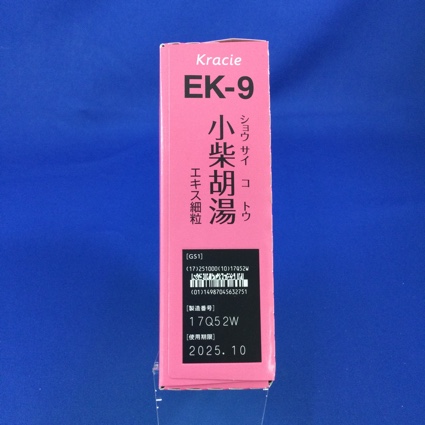 Kracie
EK-9
小柴胡湯
ショウ サイ コ トウ
エキス細粒
[GS1]
(17)251000(10)17Q52W
(01)14987045632751
[製造番号]
17Q52W
[使用期限]
2025.10